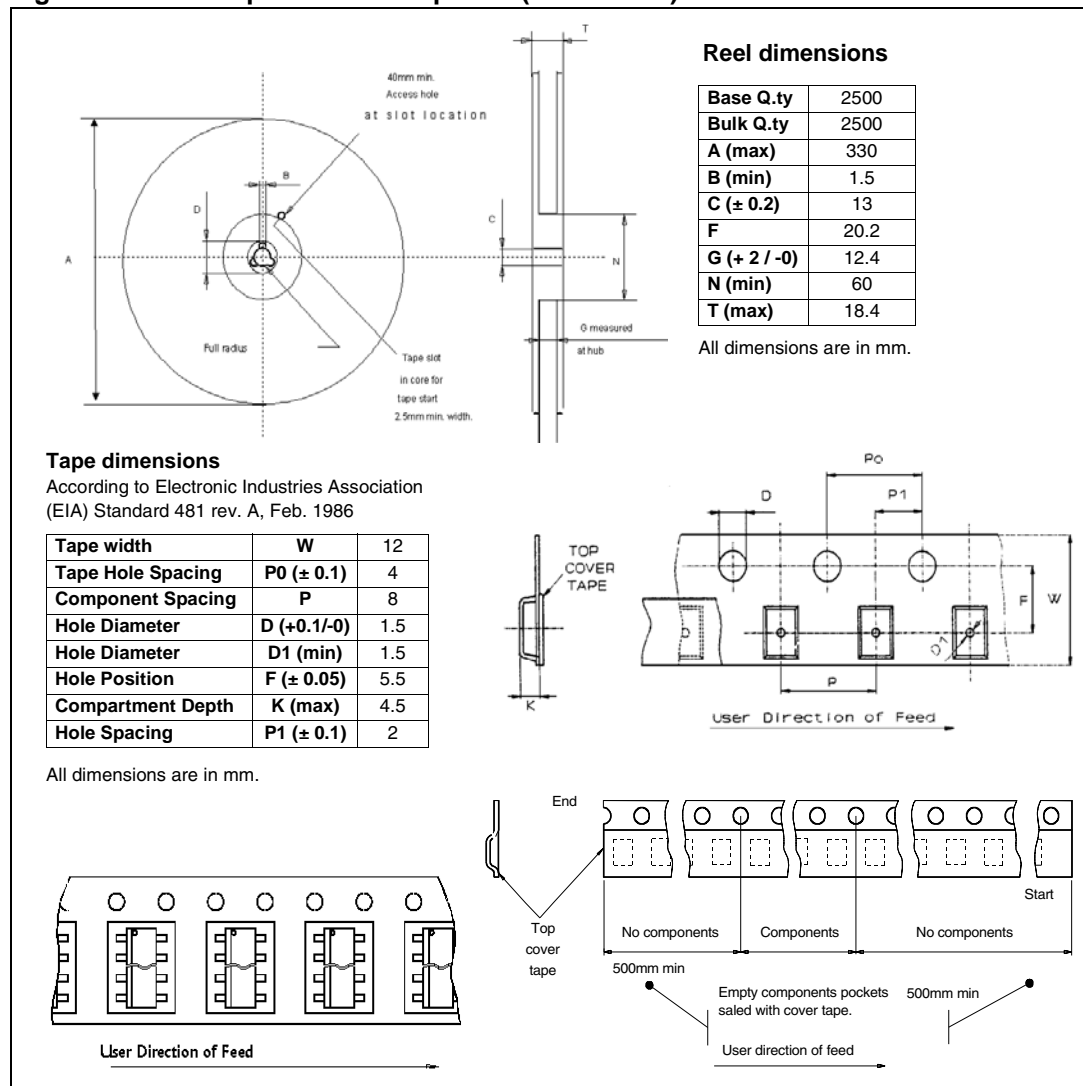 T
40mm min.
Access hole
at slot location
B
D
C
A
N
Full radius
Tape slot
in core for
tape start
2.5mm min. width.
G measured
at hub
Reel dimensions
Base Q.ty 2500
Bulk Q.ty 2500
A (max) 330
B (min) 1.5
C (± 0.2) 13
F 20.2
G (+ 2 / -0) 12.4
N (min) 60
T (max) 18.4
All dimensions are in mm.
Tape dimensions
According to Electronic Industries Association
(EIA) Standard 481 rev. A, Feb. 1986
Tape width W 12
Tape Hole Spacing P0 (± 0.1) 4
Component Spacing P 8
Hole Diameter D (+0.1/-0) 1.5
Hole Diameter D1 (min) 1.5
Hole Position F (± 0.05) 5.5
Compartment Depth K (max) 4.5
Hole Spacing P1 (± 0.1) 2
All dimensions are in mm.
Po
D
P1
TOP
COVER
TAPE
F
W
D1
P
K
User Direction of Feed
End
Start
Top
cover
tape
No components
Components
No components
500mm min
Empty components pockets
saled with cover tape.
500mm min
User direction of feed
User Direction of Feed